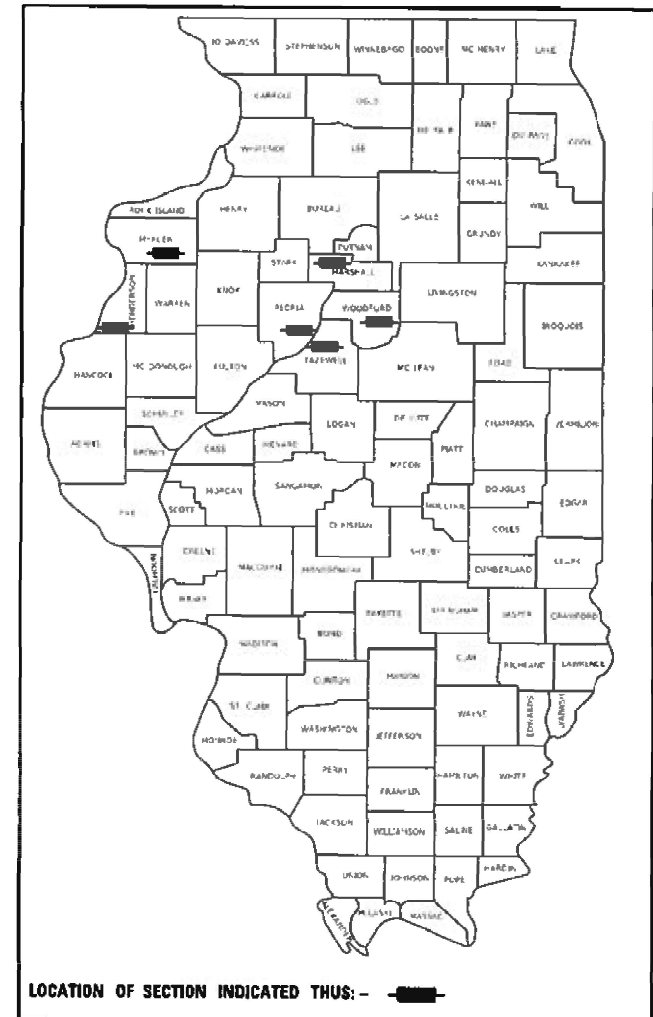 JO DAVIESS STEPHENSON WINNEBAGO BOONE MC HENRY LAKE
CARROLL OGLE DE KALB KANE DU PAGE COOK
WHITESIDE LEE KENDALL WILL
ROCK ISLAND HENRY BUREAU LA SALLE GRUNDY
MERCER PUTNAM KANKAKEE
STARK MARSHALL
HENDERSON WARREN KNOX PEORIA WOODFORD LIVINGSTON IROQUOIS
HANCOCK MC DONOUGH FULTON TAZEWELL MC LEAN FORD
SCHUYLER MASON LOGAN DE WITT CHAMPAIGN VERMILION
ADAMS BROWN CASS MENARD MACON PIATT
PIKE SCOTT MORGAN SANGAMON CHRISTIAN MOULTRIE DOUGLAS EDGAR
COLES
CALHOUN GREENE MACOUPIN MONTGOMERY SHELBY CUMBERLAND CLARK
JERSEY FAYETTE EFFINGHAM JASPER CRAWFORD
MADISON BOND CLAY RICHLAND LAWRENCE
ST. CLAIR CLINTON MARION WAYNE EDWARDS WABASH
MONROE WASHINGTON JEFFERSON
RANDOLPH PERRY FRANKLIN HAMILTON WHITE
JACKSON WILLIAMSON SALINE GALLATIN
UNION JOHNSON POPE HARDIN
ALEXANDER PULASKI MASSAC
LOCATION OF SECTION INDICATED THUS: -